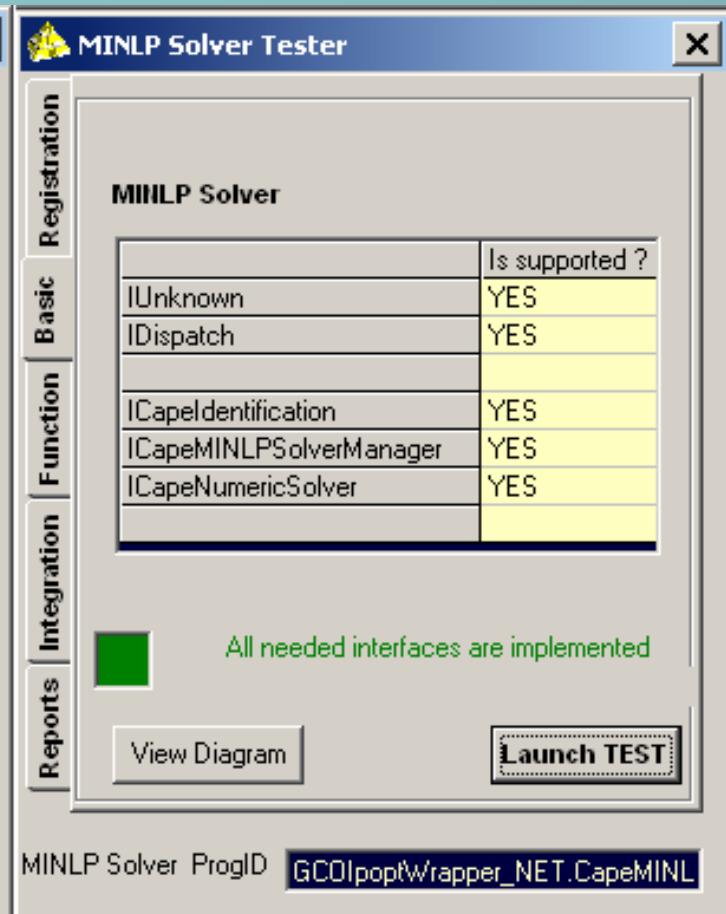 MINLP Solver Tester
Registration
Basic
Function
Integration
Reports
MINLP Solver
Is supported ?
IUnknown YES
IDispatch YES
ICapeIdentification YES
ICapeMINLPSolverManager YES
ICapeNumericSolver YES
All needed interfaces are implemented
View Diagram Launch TEST
MINLP Solver ProgID GCOIpoptWrapper_NET.CapeMINL